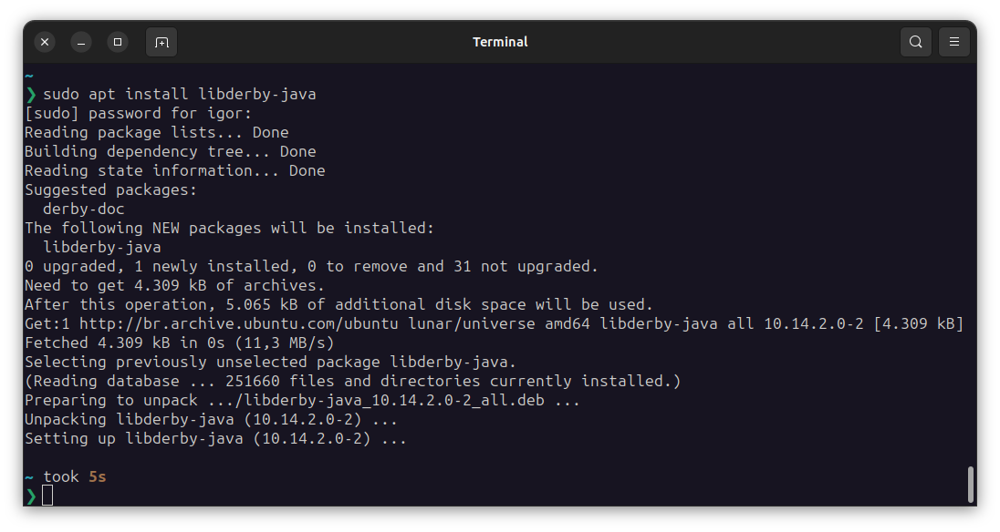 Terminal
~
❯ sudo apt install libderby-java
[sudo] password for igor:
Reading package lists... Done
Building dependency tree... Done
Reading state information... Done
Suggested packages:
  derby-doc
The following NEW packages will be installed:
  libderby-java
0 upgraded, 1 newly installed, 0 to remove and 31 not upgraded.
Need to get 4.309 kB of archives.
After this operation, 5.065 kB of additional disk space will be used.
Get:1 http://br.archive.ubuntu.com/ubuntu lunar/universe amd64 libderby-java all 10.14.2.0-2 [4.309 kB]
Fetched 4.309 kB in 0s (11,3 MB/s)
Selecting previously unselected package libderby-java.
(Reading database ... 251660 files and directories currently installed.)
Preparing to unpack .../libderby-java_10.14.2.0-2_all.deb ...
Unpacking libderby-java (10.14.2.0-2) ...
Setting up libderby-java (10.14.2.0-2) ...
~ took 5s
❯